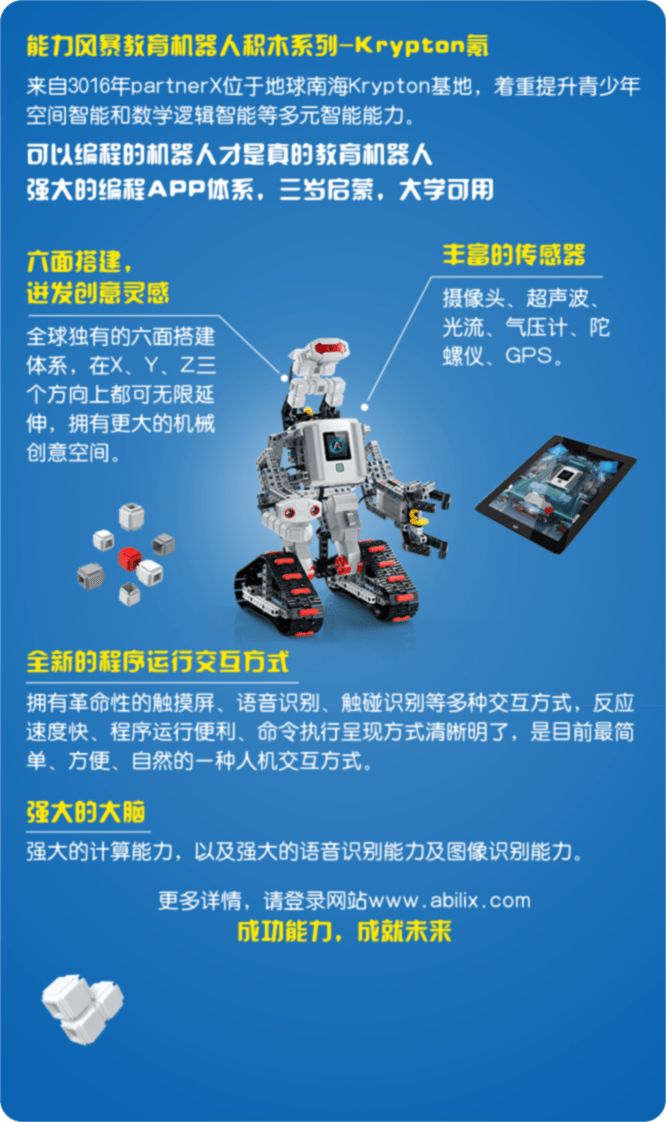 能力风暴教育机器人积木系列-Krypton氪
来自3016年partnerX位于地球南海Krypton基地，着重提升青少年
空间智能和数学逻辑智能等多元智能能力。
可以编程的机器人才是真的教育机器人
强大的编程APP体系，三岁启蒙，大学可用
六面搭建，
迸发创意灵感
全球独有的六面搭建
体系，在X、Y、Z三
个方向上都可无限延
伸，拥有更大的机械
创意空间。
丰富的传感器
摄像头、超声波、
光流、气压计、陀
螺仪、GPS。
全新的程序运行交互方式
拥有革命性的触摸屏、语音识别、触碰识别等多种交互方式，反应
速度快、程序运行便利、命令执行呈现方式清晰明了，是目前最简
单、方便、自然的一种人机交互方式。
强大的大脑
强大的计算能力，以及强大的语音识别能力及图像识别能力。
更多详情，请登录网站www.abilix.com
成功能力，成就未来